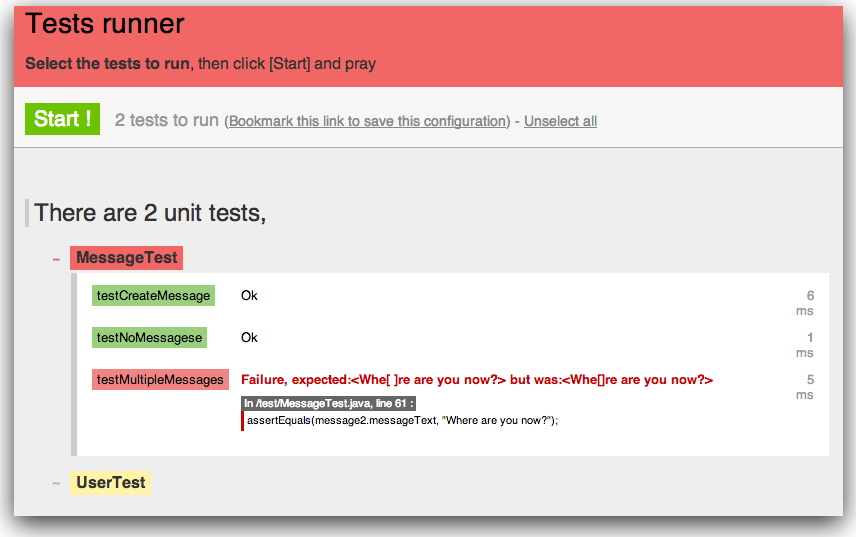 Tests runner
Select the tests to run, then click [Start] and pray
Start ! 2 tests to run (Bookmark this link to save this configuration) - Unselect all
There are 2 unit tests,
– MessageTest
testCreateMessage Ok 6 ms
testNoMessagese Ok 1 ms
testMultipleMessages Failure, expected:<Whe[ ]re are you now?> but was:<Whe[]re are you now?> 5 ms
In /test/MessageTest.java, line 61 :
assertEquals(message2.messageText, "Where are you now?");
~ UserTest